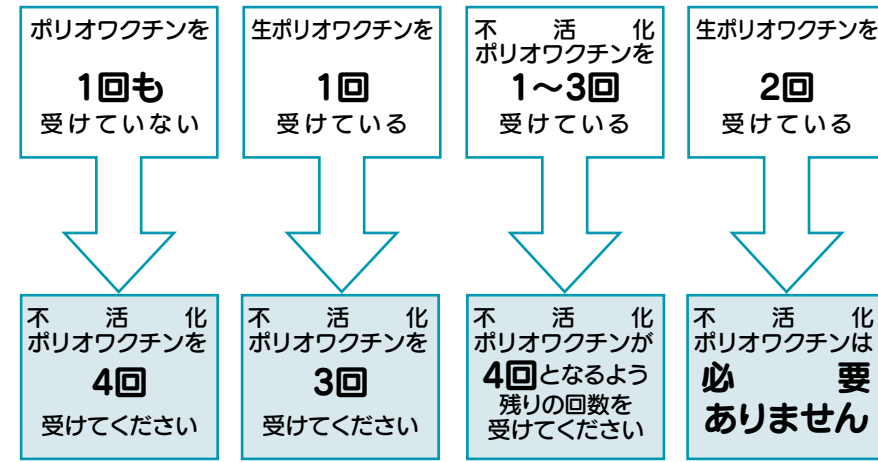 ポリオワクチンを
1回も
受けていない
生ポリオワクチンを
1回
受けている
不活化
ポリオワクチンを
1～3回
受けている
生ポリオワクチンを
2回
受けている
不活化
ポリオワクチンを
4回
受けてください
不活化
ポリオワクチンを
3回
受けてください
不活化
ポリオワクチンが
4回となるよう
残りの回数を
受けてください
不活化
ポリオワクチンは
必要
ありません